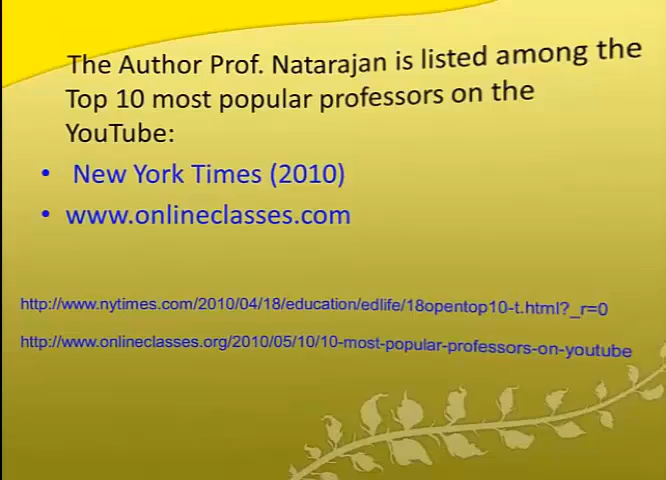 The Author Prof. Natarajan is listed among the
Top 10 most popular professors on the
YouTube:
• New York Times (2010)
• www.onlineclasses.com
http://www.nytimes.com/2010/04/18/education/edlife/18opentop10-t.html?_r=0
http://www.onlineclasses.org/2010/05/10/10-most-popular-professors-on-youtube